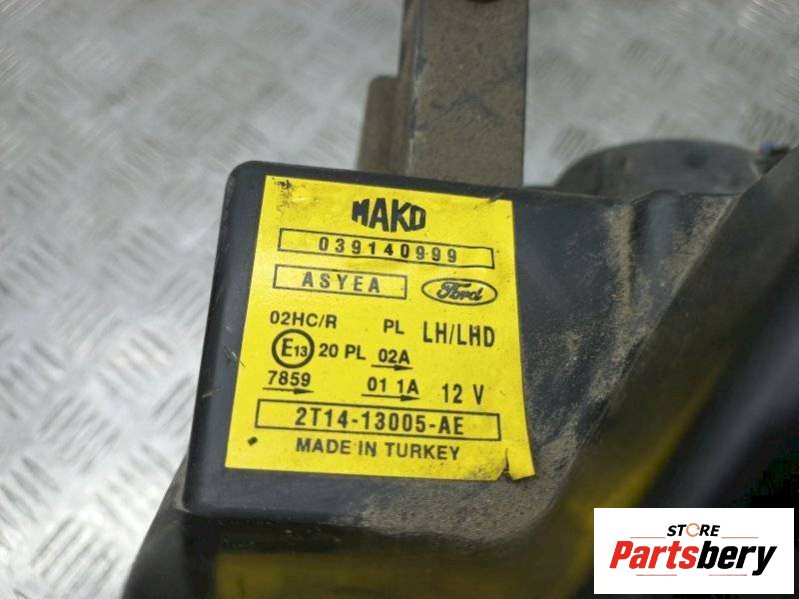 MAKO
039140999
ASYEA Ford
02HC/R PL LH/LHD
E13 20 PL 02A
7859 01 1A 12 V
2T14-13005-AE
MADE IN TURKEY
STORE
Partsbery